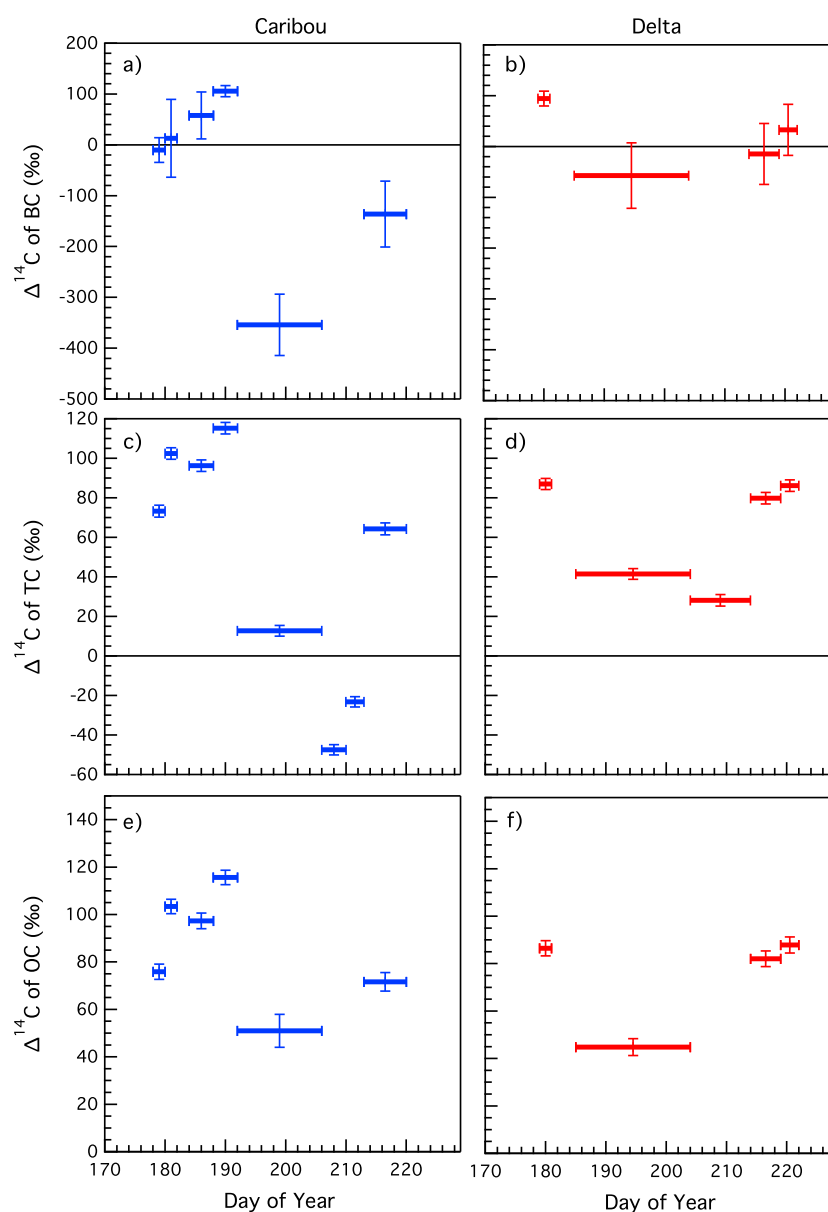 Caribou
Delta
a)
b)
200
100
0
-100
-200
-300
-400
-500
Δ¹⁴C of BC (‰)
c)
d)
120
100
80
60
40
20
0
-20
-40
-60
Δ¹⁴C of TC (‰)
e)
f)
140
120
100
80
60
40
20
0
Δ¹⁴C of OC (‰)
170 180 190 200 210 220
170 180 190 200 210 220
Day of Year
Day of Year